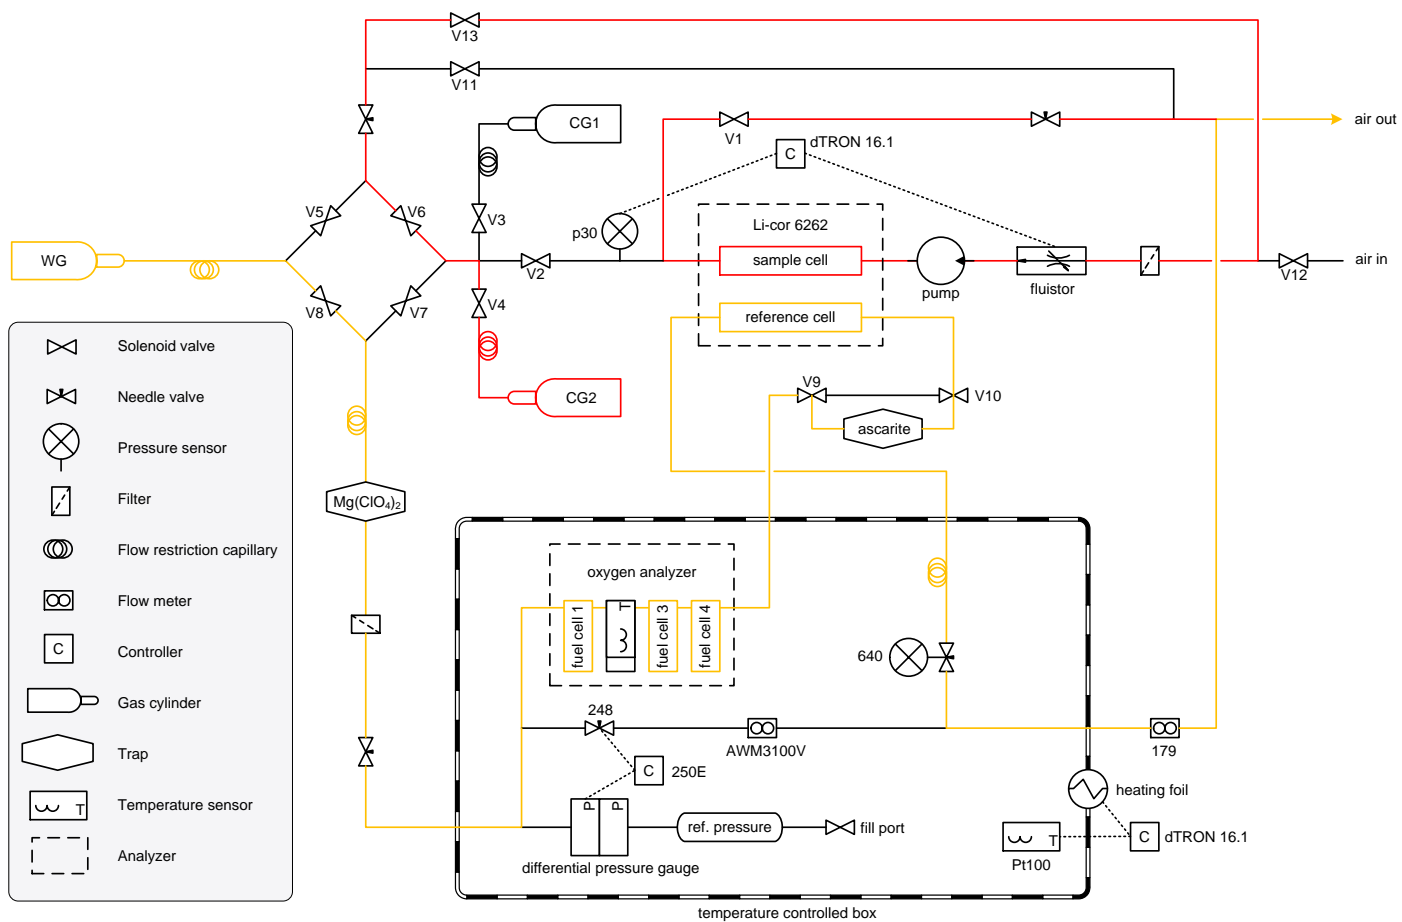 V13
V11
CG1
V1
dTRON 16.1
C
air out
V5
V6
V3
p30
Li-cor 6262
WG
V2
sample cell
pump
fluistor
V12
air in
V8
V7
V4
reference cell
CG2
V9
V10
ascarite
Solenoid valve
Needle valve
Pressure sensor
Filter
Flow restriction capillary
Flow meter
C
Controller
Gas cylinder
Trap
T
Temperature sensor
Analyzer
Mg(ClO4)2
oxygen analyzer
fuel cell 1
T
fuel cell 3
fuel cell 4
640
248
AWM3100V
179
C
250E
P
P
ref. pressure
fill port
differential pressure gauge
heating foil
T
Pt100
C
dTRON 16.1
temperature controlled box